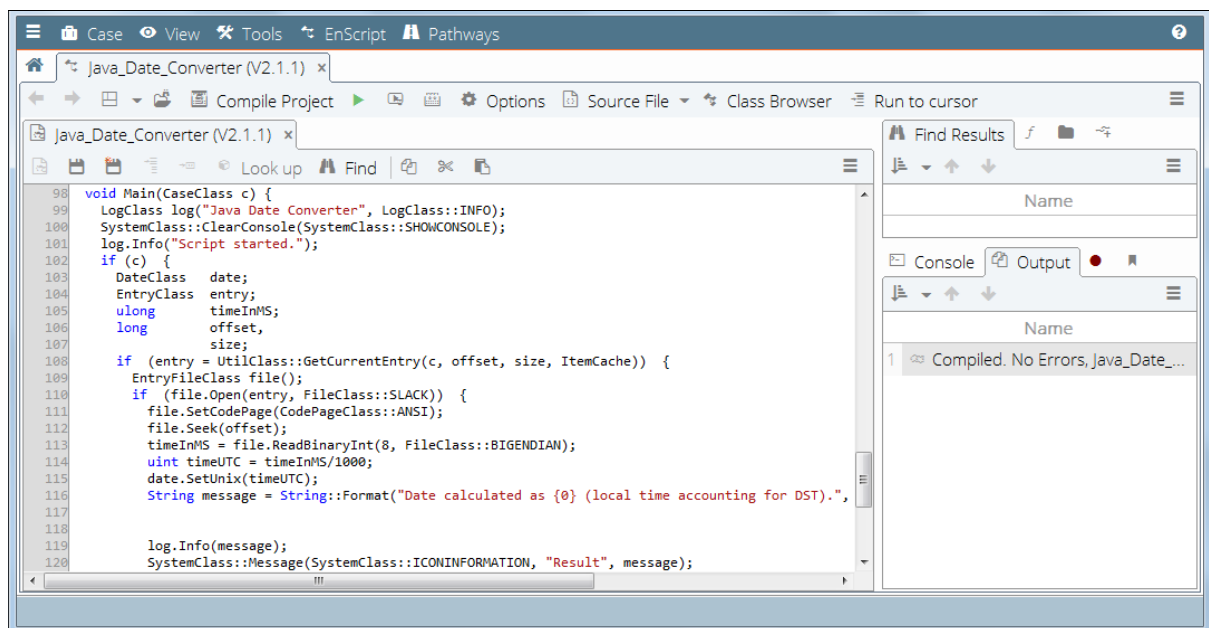 Case View Tools EnScript Pathways
Java_Date_Converter (V2.1.1) x
Compile Project Options Source File Class Browser Run to cursor
Java_Date_Converter (V2.1.1) x
Look up Find
98 void Main(CaseClass c) {
99 LogClass log("Java Date Converter", LogClass::INFO);
100 SystemClass::ClearConsole(SystemClass::SHOWCONSOLE);
101 log.Info("Script started.");
102 if (c) {
103 DateClass date;
104 EntryClass entry;
105 ulong timeInMS;
106 long offset,
107 size;
108 if (entry = UtilClass::GetCurrentEntry(c, offset, size, ItemCache)) {
109 EntryFileClass file();
110 if (file.Open(entry, FileClass::SLACK)) {
111 file.SetCodePage(CodePageClass::ANSI);
112 file.Seek(offset);
113 timeInMS = file.ReadBinaryInt(8, FileClass::BIGENDIAN);
114 uint timeUTC = timeInMS/1000;
115 date.SetUnix(timeUTC);
116 String message = String::Format("Date calculated as {0} (local time accounting for DST).",
117
118
119 log.Info(message);
120 SystemClass::Message(SystemClass::ICONINFORMATION, "Result", message);
Find Results
Name
Console Output
Name
1 Compiled. No Errors, Java_Date_...